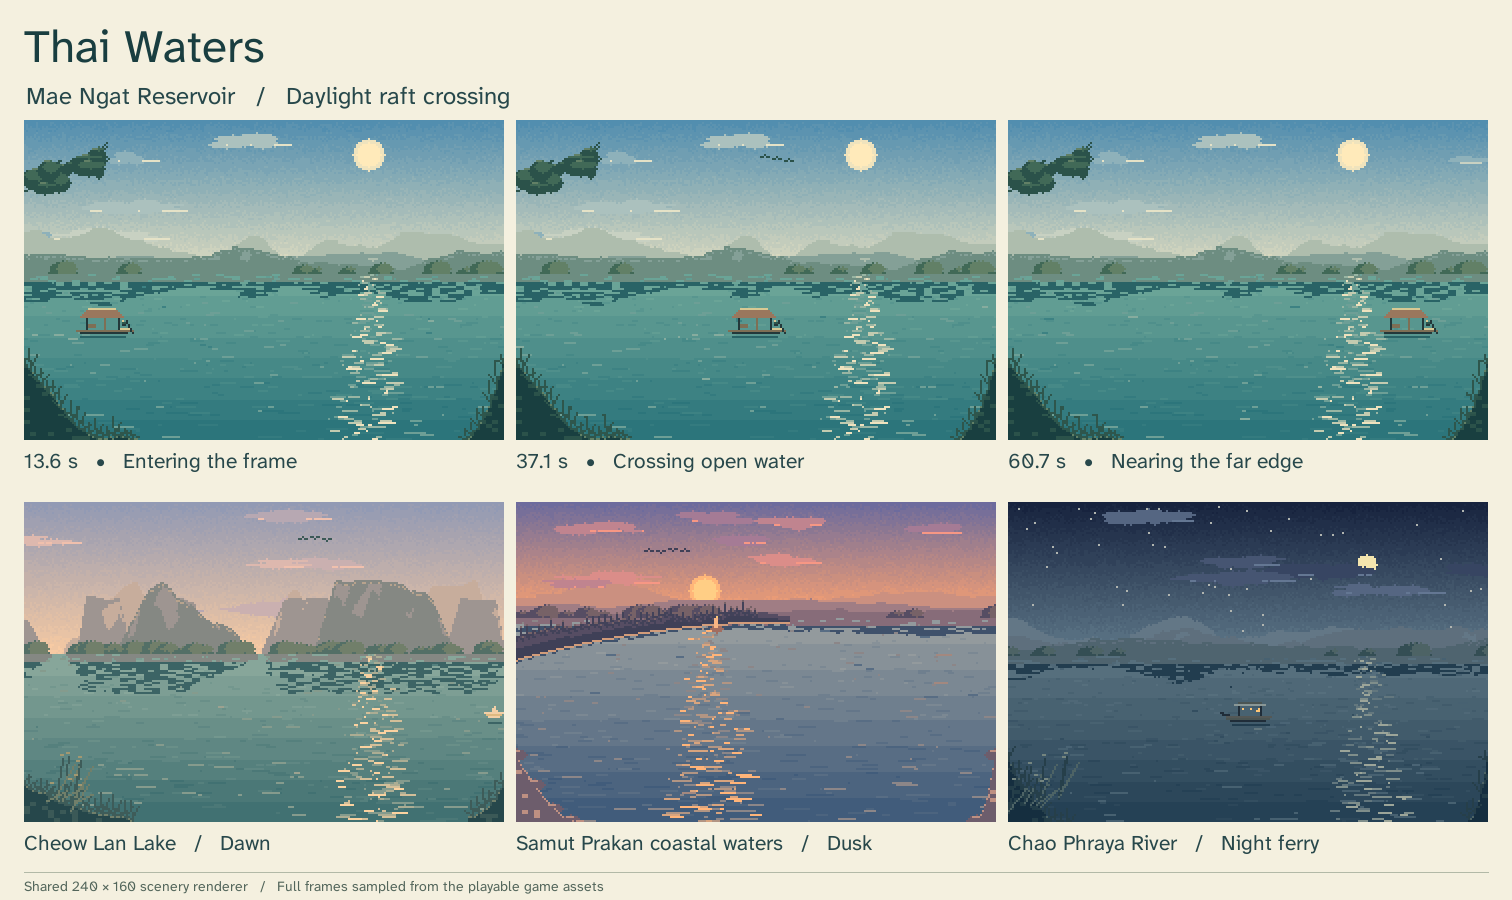 Thai Waters
Mae Ngat Reservoir / Daylight raft crossing
13.6 s • Entering the frame
37.1 s • Crossing open water
60.7 s • Nearing the far edge
Cheow Lan Lake / Dawn
Samut Prakan coastal waters / Dusk
Chao Phraya River / Night ferry
Shared 240 × 160 scenery renderer / Full frames sampled from the playable game assets